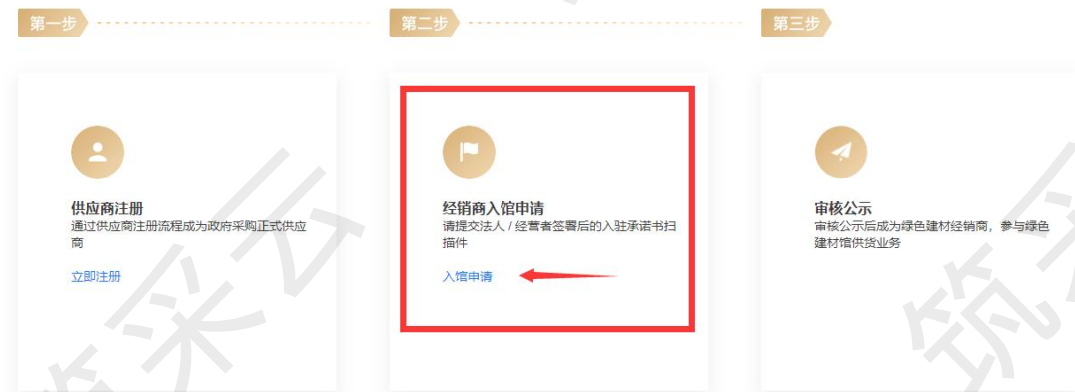 第一步
第二步
第三步
供应商注册
通过供应商注册流程成为政府采购正式供应
商
立即注册
经销商入馆申请
请提交法人 / 经营者签署后的入驻承诺书扫
描件
入馆申请
审核公示
审核公示后成为绿色建材经销商，参与绿色
建材馆供货业务
筑采云
筑采